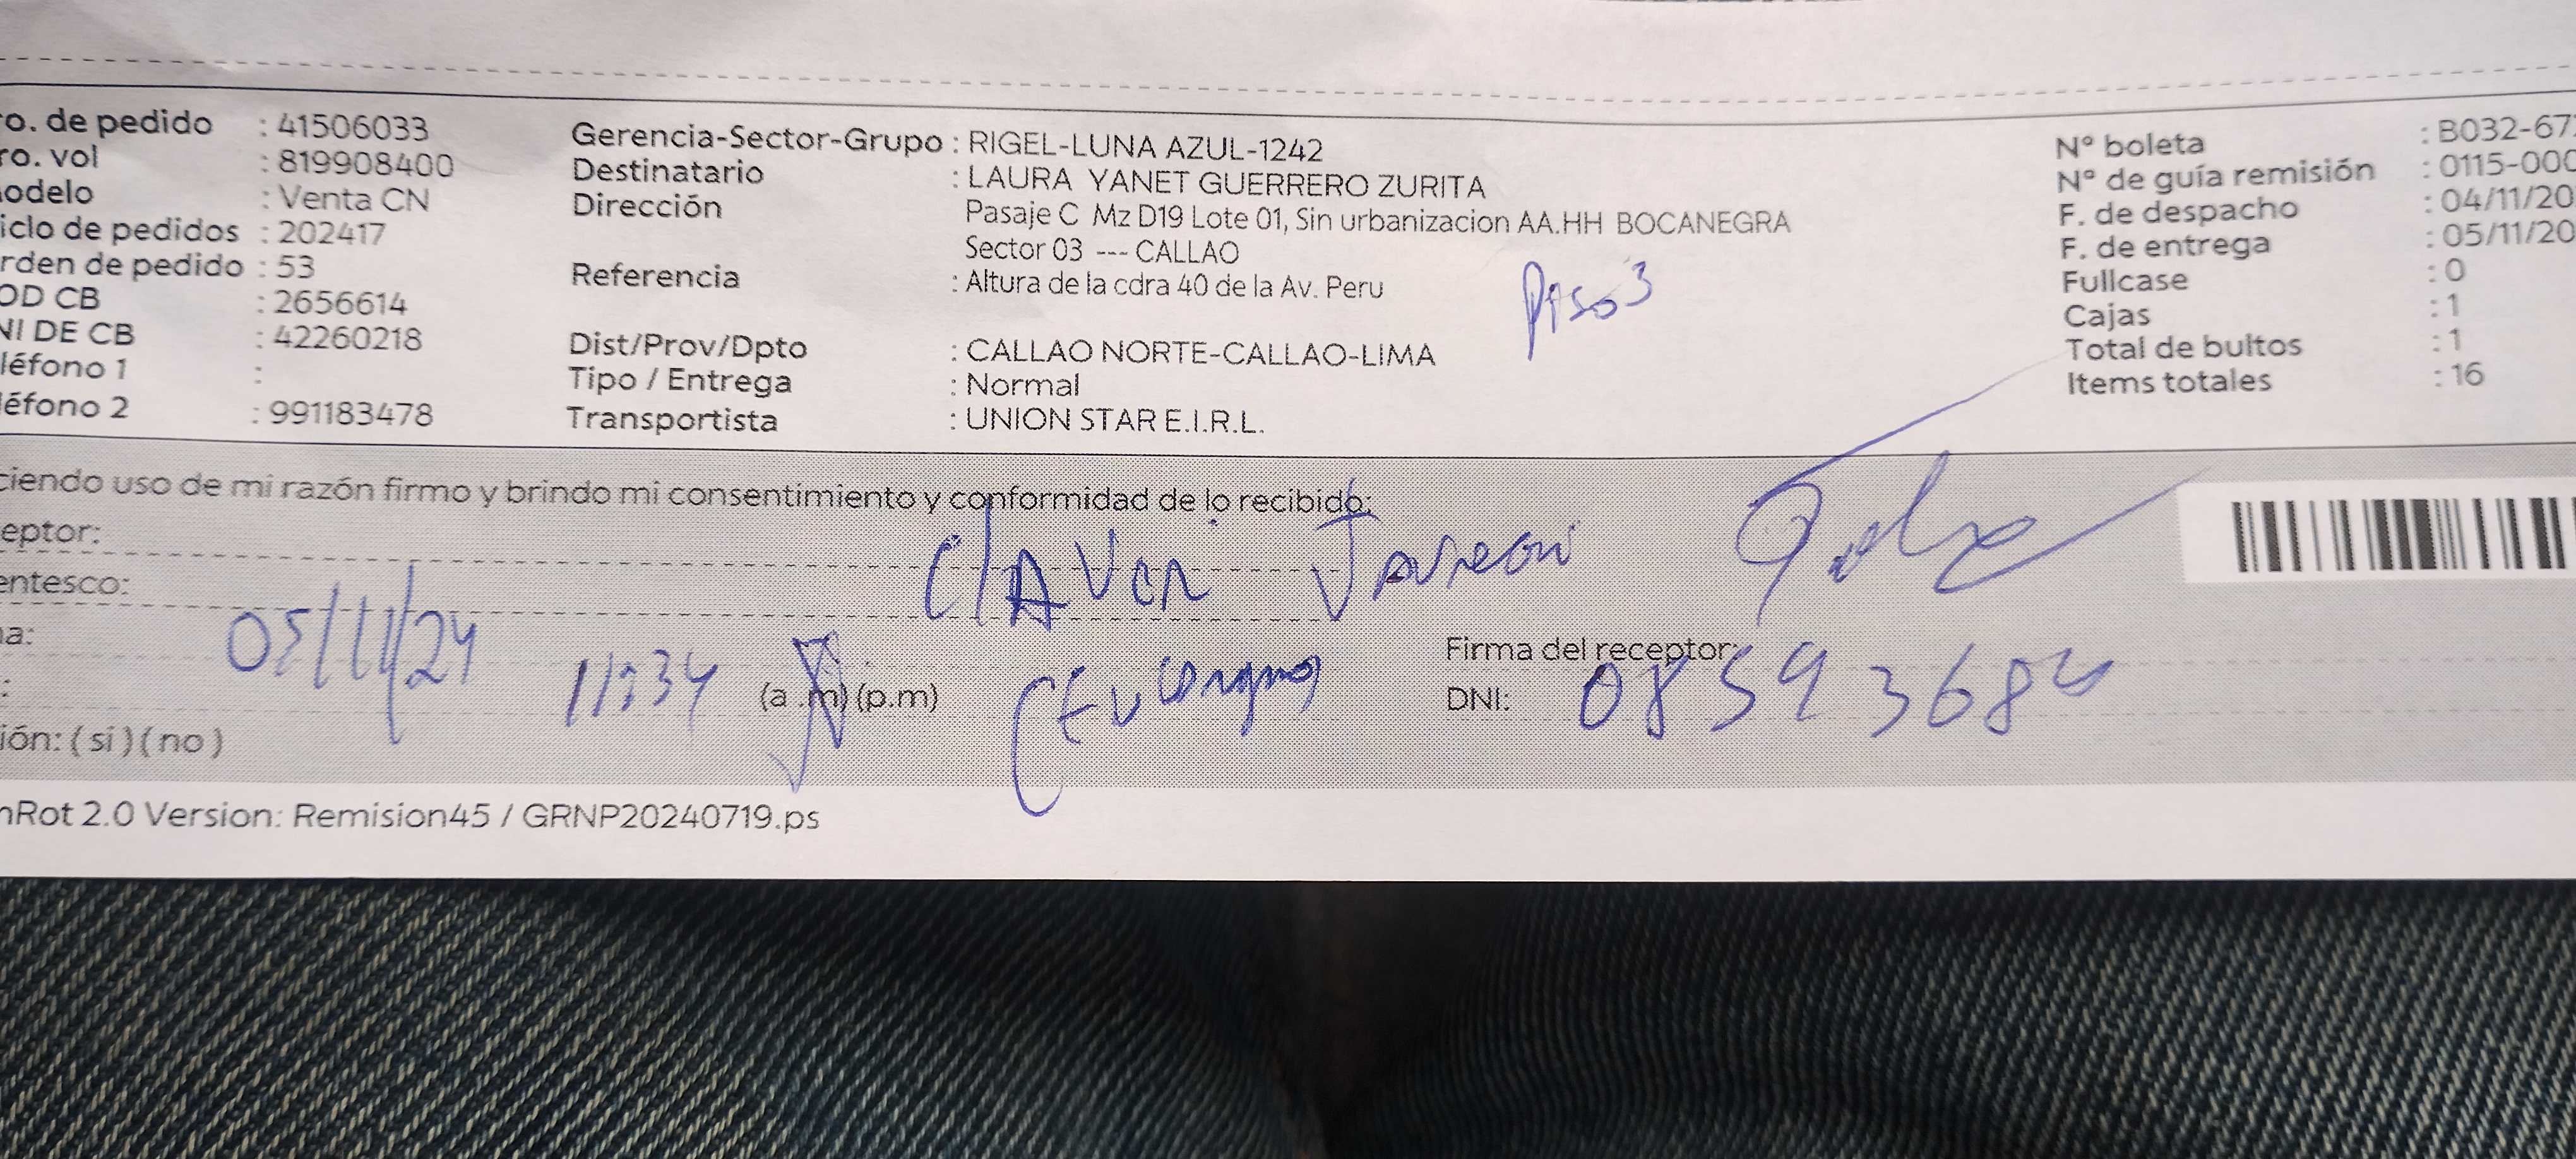 ro. de pedido : 41506033
ro. vol : 819908400
odelo : Venta CN
iclo de pedidos : 202417
rden de pedido : 53
OD CB : 2656614
NI DE CB : 42260218
léfono 1 :
éfono 2 : 991183478
Gerencia-Sector-Grupo : RIGEL-LUNA AZUL-1242
Destinatario : LAURA YANET GUERRERO ZURITA
Dirección Pasaje C Mz D19 Lote 01, Sin urbanizacion AA.HH BOCANEGRA
Sector 03 --- CALLAO
Referencia : Altura de la cdra 40 de la Av. Peru
Piso 3
Dist/Prov/Dpto : CALLAO NORTE-CALLAO-LIMA
Tipo / Entrega : Normal
Transportista : UNION STAR E.I.R.L.
Nº boleta : B032-67
Nº de guía remisión : 0115-000
F. de despacho : 04/11/20
F. de entrega : 05/11/20
Fullcase : 0
Cajas : 1
Total de bultos : 1
Items totales : 16
ciendo uso de mi razón firmo y brindo mi consentimiento y conformidad de lo recibido:
eptor:
entesco:
a: 05/11/24
: 11:34 (a .m) (p.m)
ión: ( si ) ( no )
Firma del receptor:
DNI: 08593684
nRot 2.0 Version: Remision45 / GRNP20240719.ps